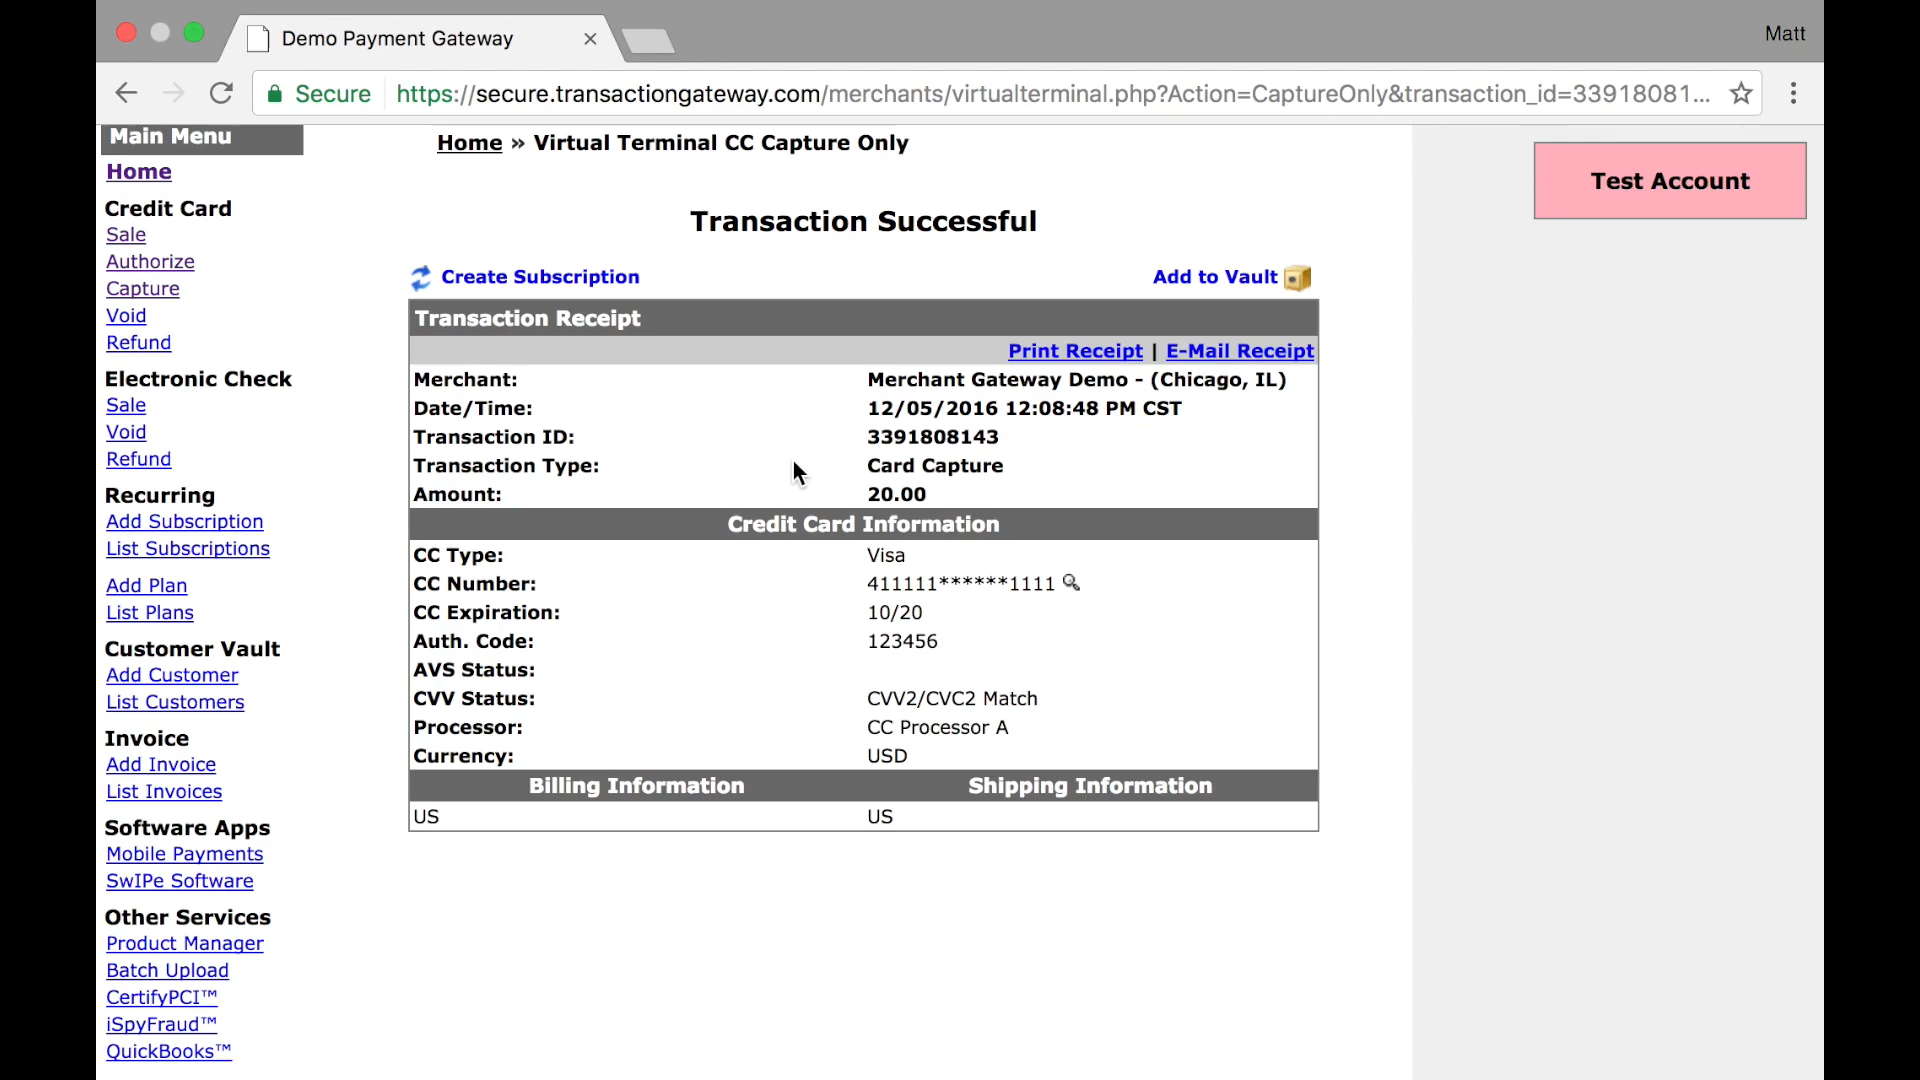 Demo Payment Gateway
Matt
Secure https://secure.transactiongateway.com/merchants/virtualterminal.php?Action=CaptureOnly&transaction_id=33918081...
Main Menu
Home
Credit Card
Sale
Authorize
Capture
Void
Refund
Electronic Check
Sale
Void
Refund
Recurring
Add Subscription
List Subscriptions
Add Plan
List Plans
Customer Vault
Add Customer
List Customers
Invoice
Add Invoice
List Invoices
Software Apps
Mobile Payments
SwIPe Software
Other Services
Product Manager
Batch Upload
CertifyPCI™
iSpyFraud™
QuickBooks™
Home » Virtual Terminal CC Capture Only
Transaction Successful
Create Subscription Add to Vault
Transaction Receipt
Print Receipt | E-Mail Receipt
Merchant: Merchant Gateway Demo - (Chicago, IL)
Date/Time: 12/05/2016 12:08:48 PM CST
Transaction ID: 3391808143
Transaction Type: Card Capture
Amount: 20.00
Credit Card Information
CC Type: Visa
CC Number: 411111******1111
CC Expiration: 10/20
Auth. Code: 123456
AVS Status:
CVV Status: CVV2/CVC2 Match
Processor: CC Processor A
Currency: USD
Billing Information Shipping Information
US US
Test Account